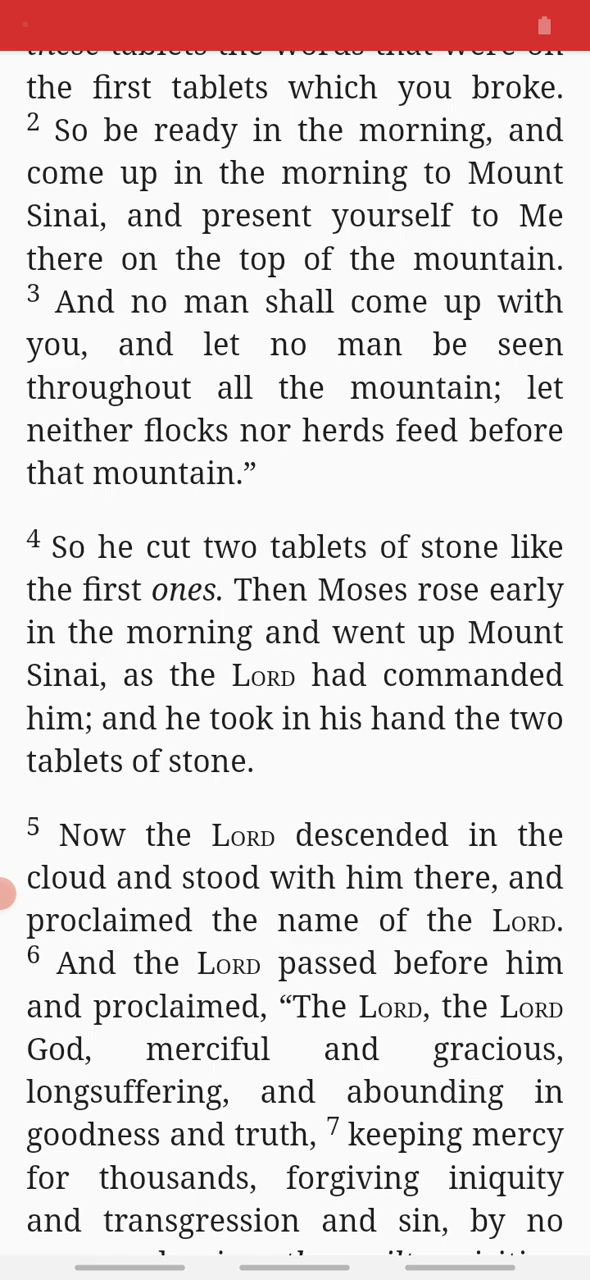 these tablets the words that were on
the first tablets which you broke.
2 So be ready in the morning, and
come up in the morning to Mount
Sinai, and present yourself to Me
there on the top of the mountain.
3 And no man shall come up with
you, and let no man be seen
throughout all the mountain; let
neither flocks nor herds feed before
that mountain.”
4 So he cut two tablets of stone like
the first ones. Then Moses rose early
in the morning and went up Mount
Sinai, as the LORD had commanded
him; and he took in his hand the two
tablets of stone.
5 Now the LORD descended in the
cloud and stood with him there, and
proclaimed the name of the LORD.
6 And the LORD passed before him
and proclaimed, “The LORD, the LORD
God, merciful and gracious,
longsuffering, and abounding in
goodness and truth, 7 keeping mercy
for thousands, forgiving iniquity
and transgression and sin, by no